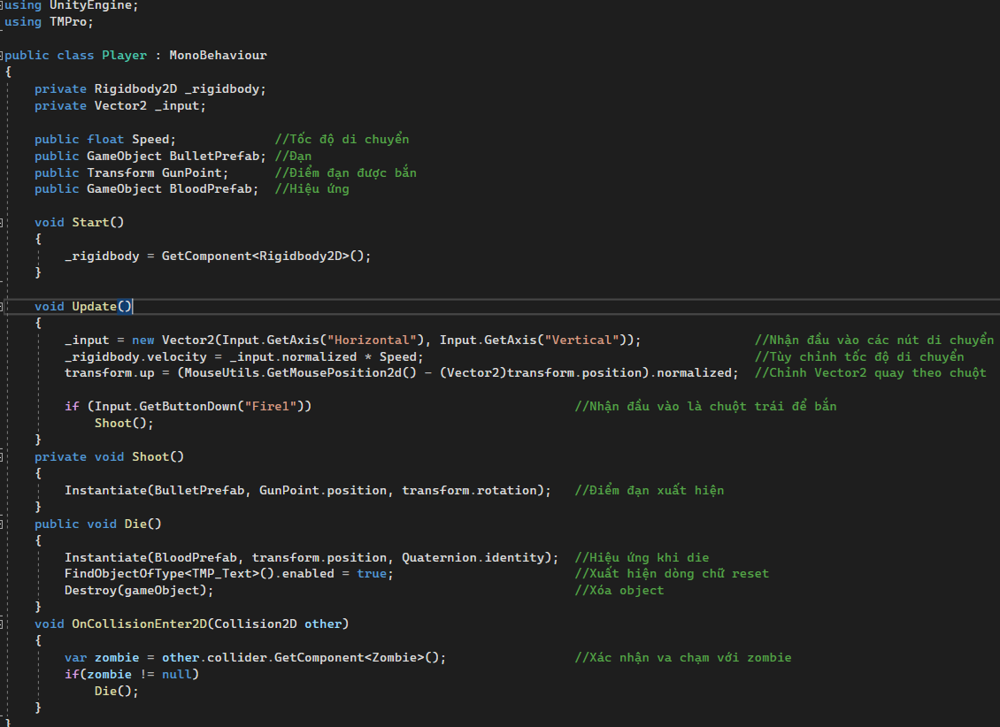 using UnityEngine;
using TMPro;
public class Player : MonoBehaviour
{
private Rigidbody2D _rigidbody;
private Vector2 _input;
public float Speed; //Tốc độ di chuyển
public GameObject BulletPrefab; //Đạn
public Transform GunPoint; //Điểm đạn được bắn
public GameObject BloodPrefab; //Hiệu ứng
void Start()
{
_rigidbody = GetComponent<Rigidbody2D>();
}
void Update()
{
_input = new Vector2(Input.GetAxis("Horizontal"), Input.GetAxis("Vertical")); //Nhận đầu vào các nút di chuyển
_rigidbody.velocity = _input.normalized * Speed; //Tùy chỉnh tốc độ di chuyển
transform.up = (MouseUtils.GetMousePosition2d() - (Vector2)transform.position).normalized; //Chỉnh Vector2 quay theo chuột
if (Input.GetButtonDown("Fire1")) //Nhận đầu vào là chuột trái để bắn
Shoot();
}
private void Shoot()
{
Instantiate(BulletPrefab, GunPoint.position, transform.rotation); //Điểm đạn xuất hiện
}
public void Die()
{
Instantiate(BloodPrefab, transform.position, Quaternion.identity); //Hiệu ứng khi die
FindObjectOfType<TMP_Text>().enabled = true; //Xuất hiện dòng chữ reset
Destroy(gameObject); //Xóa object
}
void OnCollisionEnter2D(Collision2D other)
{
var zombie = other.collider.GetComponent<Zombie>(); //Xác nhận va chạm với zombie
if(zombie != null)
Die();
}
}